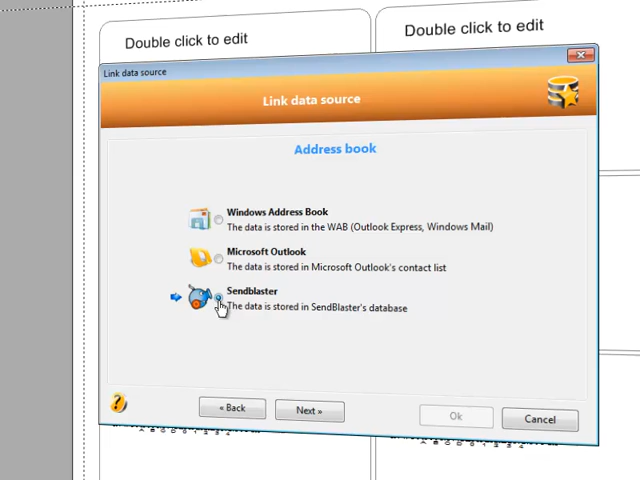 Double click to edit
Double click to edit
Link data source
Link data source
Address book
Windows Address Book
The data is stored in the WAB (Outlook Express, Windows Mail)
Microsoft Outlook
The data is stored in Microsoft Outlook's contact list
Sendblaster
The data is stored in SendBlaster's database
« Back
Next »
Ok
Cancel